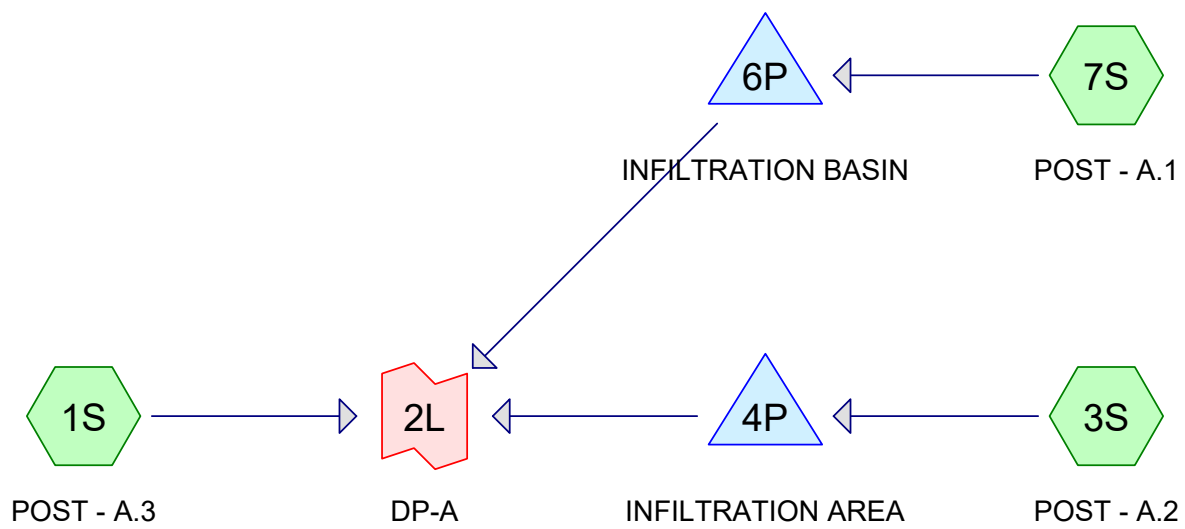 6P
7S
INFILTRATION BASIN
POST - A.1
1S
2L
4P
3S
POST - A.3
DP-A
INFILTRATION AREA
POST - A.2